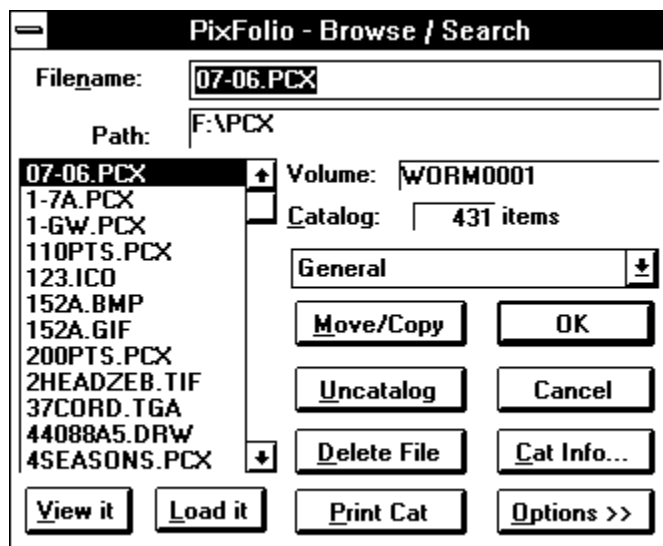 PixFolio - Browse / Search
Filename: 07-06.PCX
Path: F:\PCX
07-06.PCX
1-7A.PCX
1-GW.PCX
110PTS.PCX
123.ICO
152A.BMP
152A.GIF
200PTS.PCX
2HEADZEB.TIF
37CORD.TGA
44088A5.DRW
4SEASONS.PCX
Volume: WORM0001
Catalog: 431 items
General
Move/Copy OK
Uncatalog Cancel
Delete File Cat Info...
View it Load it Print Cat Options >>